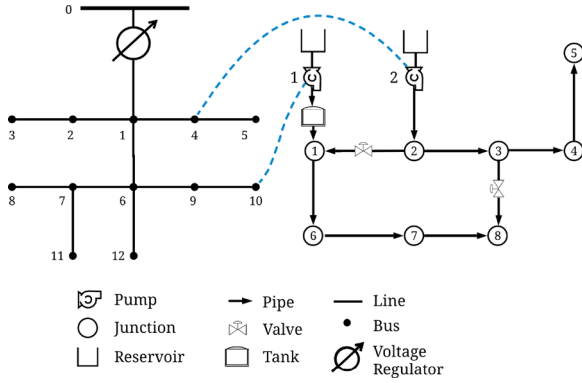 0
1
2
5
3
2
1
4
5
1
2
3
4
8
7
6
9
10
6
7
8
11
12
Pump
Pipe
Line
Junction
Valve
Bus
Reservoir
Tank
Voltage
Regulator